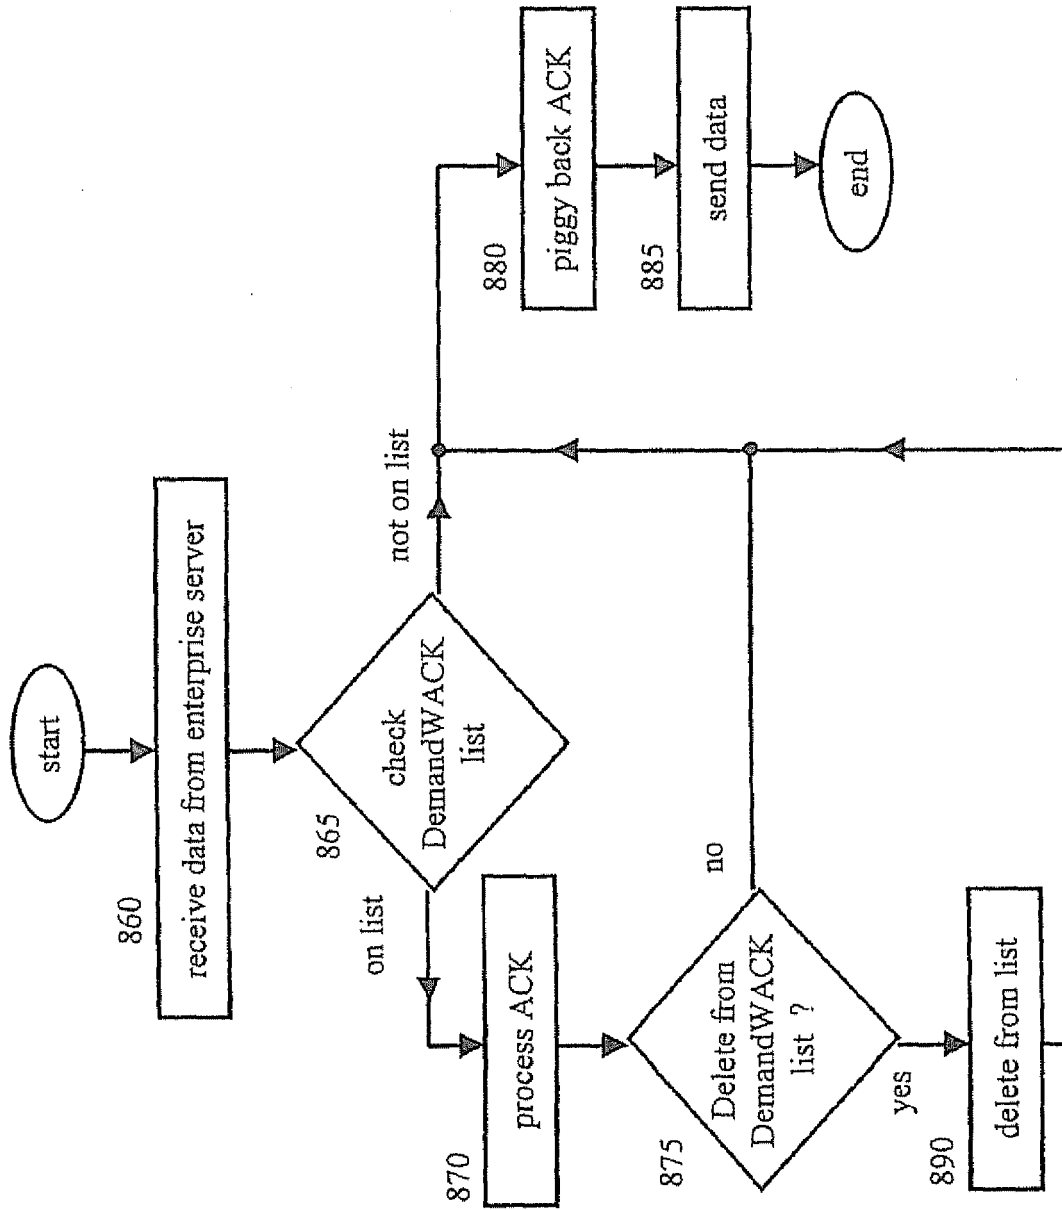 start
860
receive data from enterprise server
865
check
DemandWACK
list
on list
not on list
870
process ACK
875
Delete from
DemandWACK
list ?
no
yes
890
delete from list
880
piggy back ACK
885
send data
end